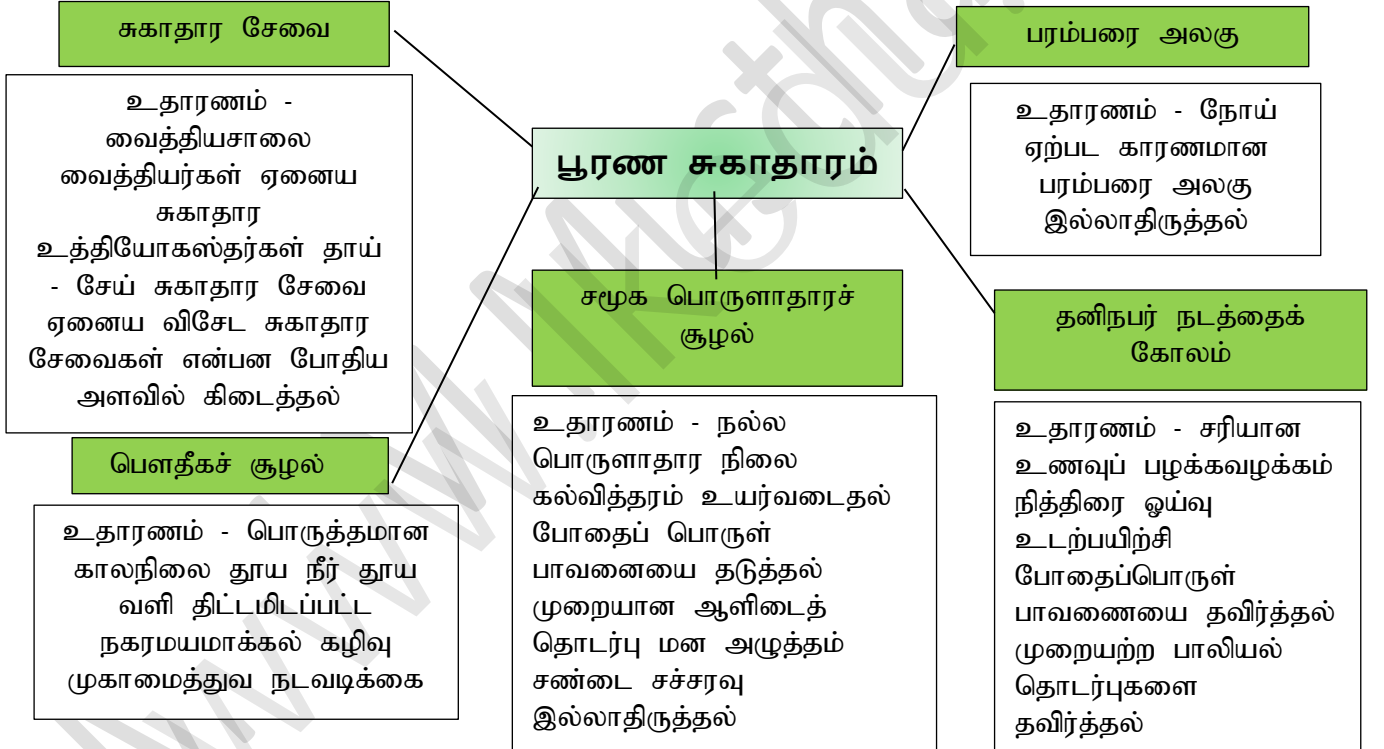 சுகாதார சேவை
உதாரணம் -
வைத்தியசாலை
வைத்தியர்கள் ஏனைய
சுகாதார
உத்தியோகஸ்தர்கள் தாய்
- சேய் சுகாதார சேவை
ஏனைய விசேட சுகாதார
சேவைகள் என்பன போதிய
அளவில் கிடைத்தல்
பௌதீகச் சூழல்
உதாரணம் - பொருத்தமான
காலநிலை தூய நீர் தூய
வளி திட்டமிடப்பட்ட
நகரமயமாக்கல் கழிவு
முகாமைத்துவ நடவடிக்கை
பூரண சுகாதாரம்
சமூக பொருளாதாரச்
சூழல்
உதாரணம் - நல்ல
பொருளாதார நிலை
கல்வித்தரம் உயர்வடைதல்
போதைப் பொருள்
பாவனையை தடுத்தல்
முறையான ஆளிடைத்
தொடர்பு மன அழுத்தம்
சண்டை சச்சரவு
இல்லாதிருத்தல்
பரம்பரை அலகு
உதாரணம் - நோய்
ஏற்பட காரணமான
பரம்பரை அலகு
இல்லாதிருத்தல்
தனிநபர் நடத்தைக்
கோலம்
உதாரணம் - சரியான
உணவுப் பழக்கவழக்கம்
நித்திரை ஓய்வு
உடற்பயிற்சி
போதைப்பொருள்
பாவணையை தவிர்த்தல்
முறையற்ற பாலியல்
தொடர்புகளை
தவிர்த்தல்